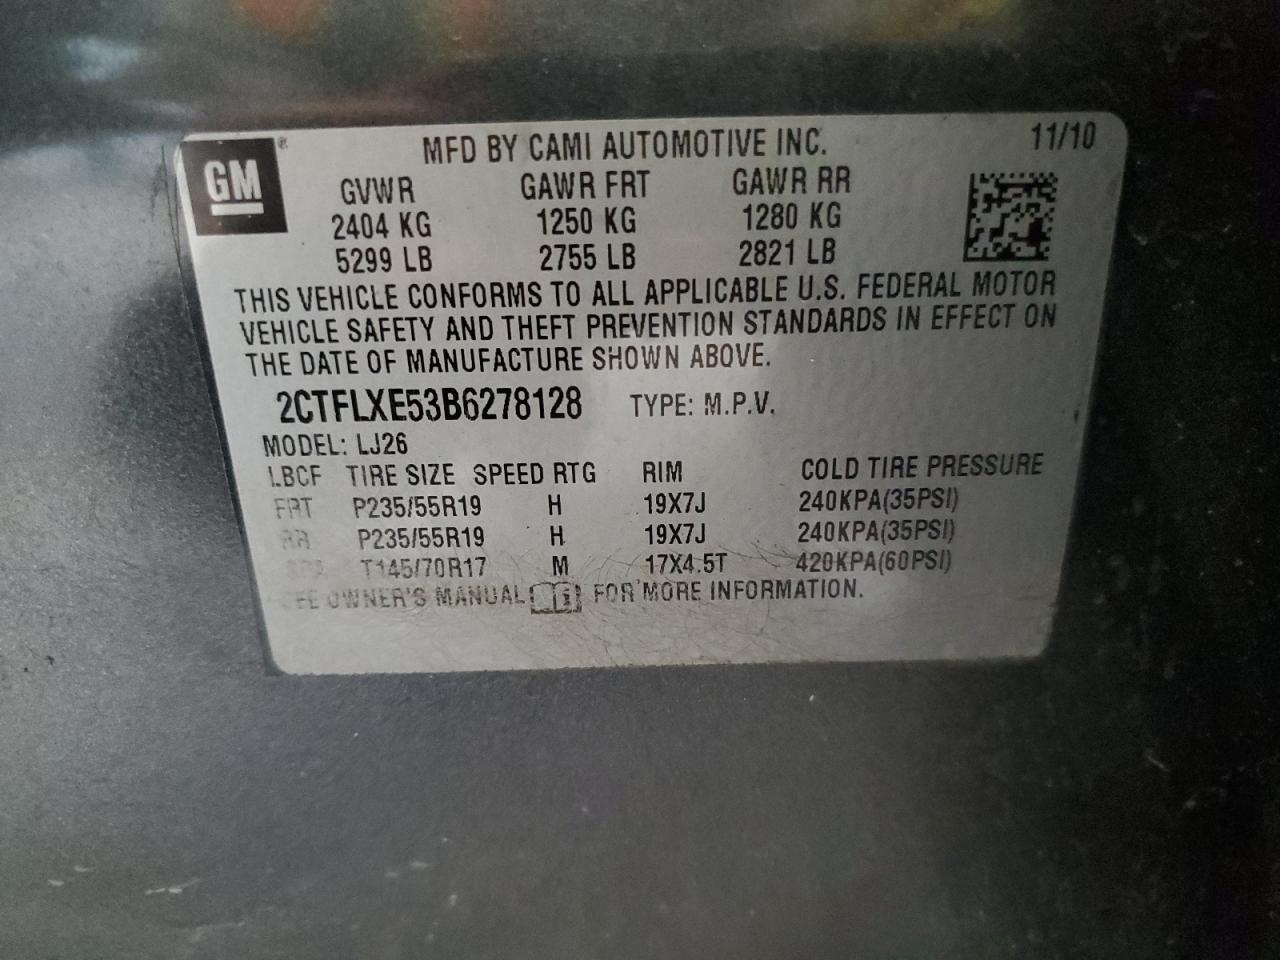 GM ®
MFD BY CAMI AUTOMOTIVE INC. 11/10
GVWR GAWR FRT GAWR RR
2404 KG 1250 KG 1280 KG
5299 LB 2755 LB 2821 LB
THIS VEHICLE CONFORMS TO ALL APPLICABLE U.S. FEDERAL MOTOR
VEHICLE SAFETY AND THEFT PREVENTION STANDARDS IN EFFECT ON
THE DATE OF MANUFACTURE SHOWN ABOVE.
2CTFLXE53B6278128 TYPE: M.P.V.
MODEL: LJ26
LBCF TIRE SIZE SPEED RTG RIM COLD TIRE PRESSURE
FRT P235/55R19 H 19X7J 240KPA(35PSI)
RR P235/55R19 H 19X7J 240KPA(35PSI)
T145/70R17 M 17X4.5T 420KPA(60PSI)
OWNER'S MANUAL FOR MORE INFORMATION.